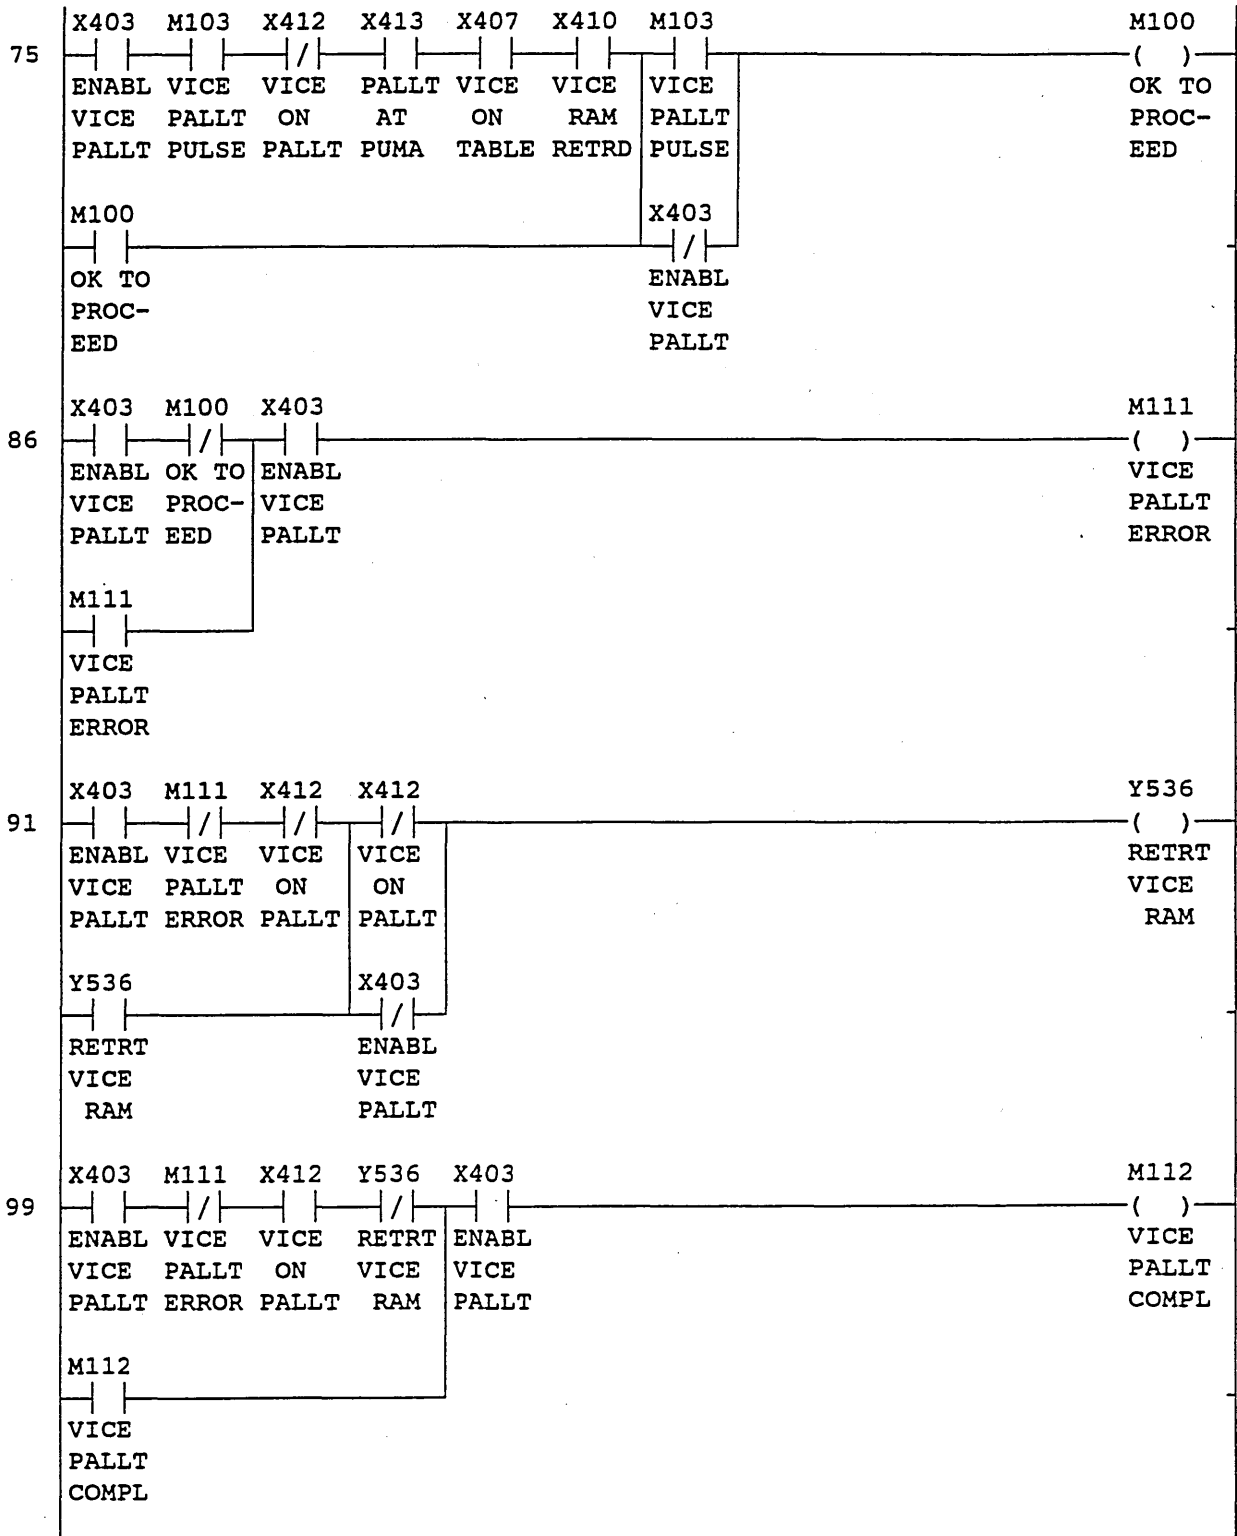 X403 M103 X412 X413 X407 X410 M103 M100
75 / ( )
ENABL VICE VICE PALLT VICE VICE VICE OK TO
VICE PALLT ON AT ON RAM PALLT PROC-
PALLT PULSE PALLT PUMA TABLE RETRD PULSE EED
M100 X403
/
OK TO ENABL
PROC- VICE
EED PALLT
X403 M100 X403 M111
86 / ( )
ENABL OK TO ENABL VICE
VICE PROC- VICE PALLT
PALLT EED PALLT ERROR
M111
VICE
PALLT
ERROR
X403 M111 X412 X412 Y536
91 / / / ( )
ENABL VICE VICE VICE RETRT
VICE PALLT ON ON VICE
PALLT ERROR PALLT PALLT RAM
Y536 X403
/
RETRT ENABL
VICE VICE
RAM PALLT
X403 M111 X412 Y536 X403 M112
99 / / ( )
ENABL VICE VICE RETRT ENABL VICE
VICE PALLT ON VICE VICE PALLT
PALLT ERROR PALLT RAM PALLT COMPL
M112
VICE
PALLT
COMPL